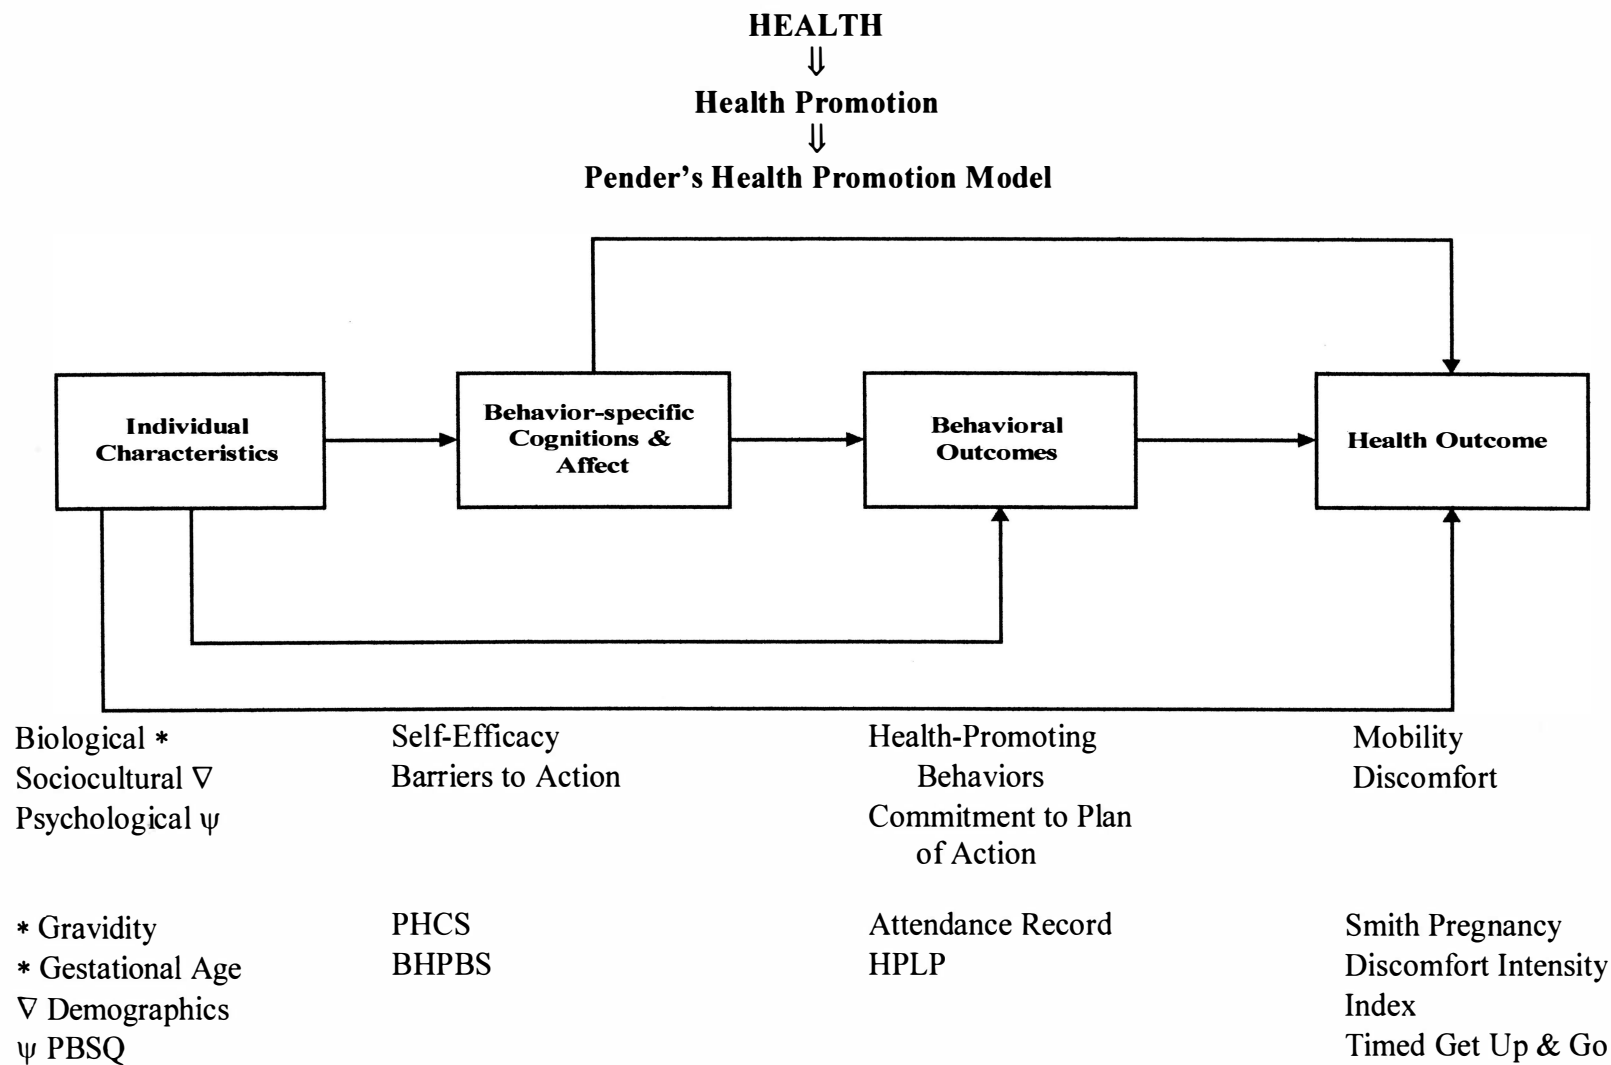 HEALTH
⇓
Health Promotion
⇓
Pender’s Health Promotion Model
Individual
Characteristics
Behavior-specific
Cognitions &
Affect
Behavioral
Outcomes
Health Outcome
Biological *
Sociocultural ∇
Psychological ψ
Self-Efficacy
Barriers to Action
Health-Promoting
Behaviors
Commitment to Plan
of Action
Mobility
Discomfort
* Gravidity
* Gestational Age
∇ Demographics
ψ PBSQ
PHCS
BHPBS
Attendance Record
HPLP
Smith Pregnancy
Discomfort Intensity
Index
Timed Get Up & Go